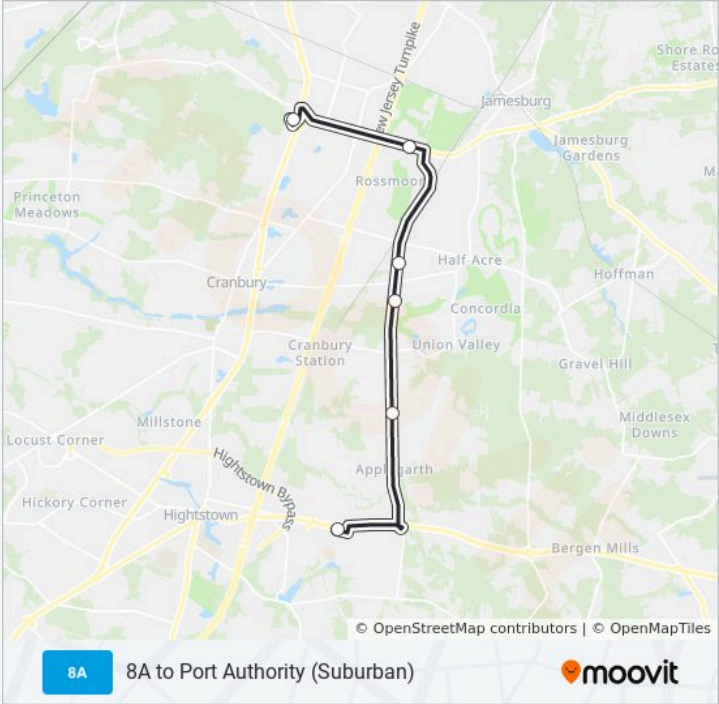 New Jersey Turnpike
Shore Ro
Estates
Jamesburg
Jamesburg
Gardens
Rossmoor
Princeton
Meadows
Half Acre
Hoffman
Cranbury
Concordia
Cranbury
Station
Union Valley
Gravel Hill
Millstone
Middlesex
Downs
Locust Corner
Hightstown Bypass
Applegarth
Hickory Corner
Hightstown
Bergen Mills
© OpenStreetMap contributors | © OpenMapTiles
8A
8A to Port Authority (Suburban)
moovit